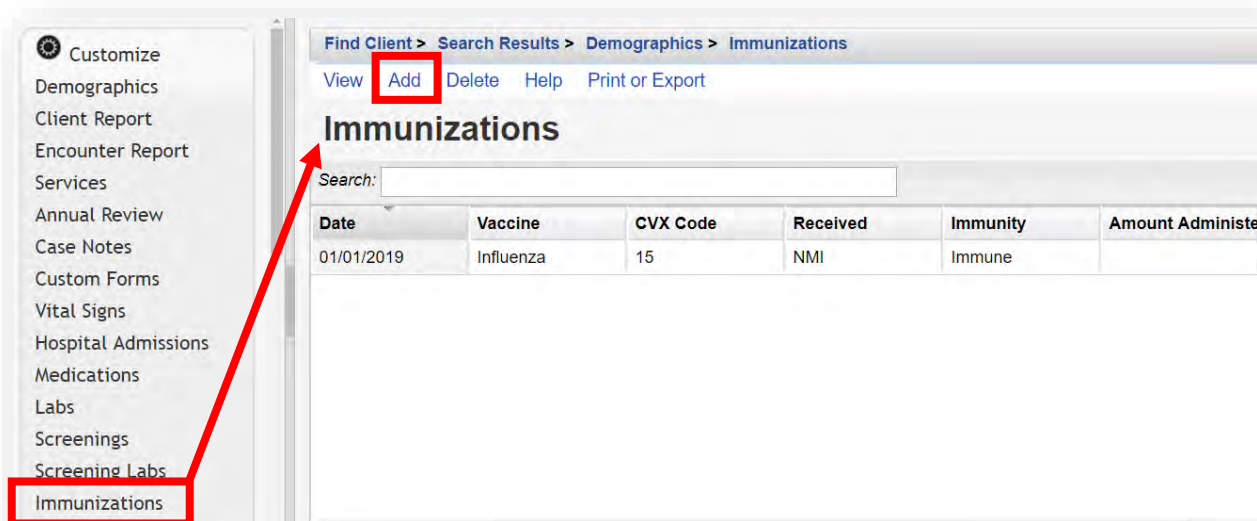 Customize
Demographics
Client Report
Encounter Report
Services
Annual Review
Case Notes
Custom Forms
Vital Signs
Hospital Admissions
Medications
Labs
Screenings
Screening Labs
Immunizations
Find Client > Search Results > Demographics > Immunizations
View Add Delete Help Print or Export
Immunizations
Search:
Date Vaccine CVX Code Received Immunity Amount Administe
01/01/2019 Influenza 15 NMI Immune